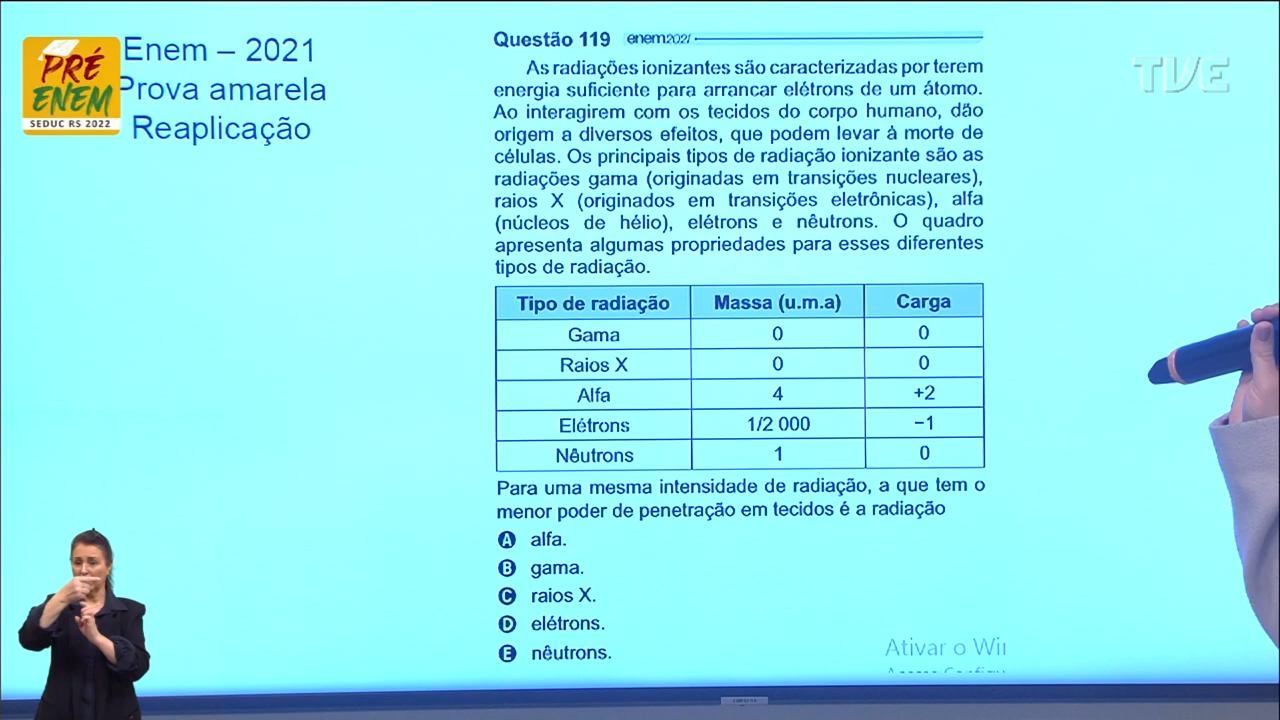 PRÉ
ENEM
SEDUC RS 2022
Enem – 2021
Prova amarela
Reaplicação
TVE
Questão 119 enem2021
As radiações ionizantes são caracterizadas por terem
energia suficiente para arrancar elétrons de um átomo.
Ao interagirem com os tecidos do corpo humano, dão
origem a diversos efeitos, que podem levar à morte de
células. Os principais tipos de radiação ionizante são as
radiações gama (originadas em transições nucleares),
raios X (originados em transições eletrônicas), alfa
(núcleos de hélio), elétrons e nêutrons. O quadro
apresenta algumas propriedades para esses diferentes
tipos de radiação.
Tipo de radiação Massa (u.m.a) Carga
Gama 0 0
Raios X 0 0
Alfa 4 +2
Elétrons 1/2 000 −1
Nêutrons 1 0
Para uma mesma intensidade de radiação, a que tem o
menor poder de penetração em tecidos é a radiação
A alfa.
B gama.
C raios X.
D elétrons.
E nêutrons.
Ativar o Wi